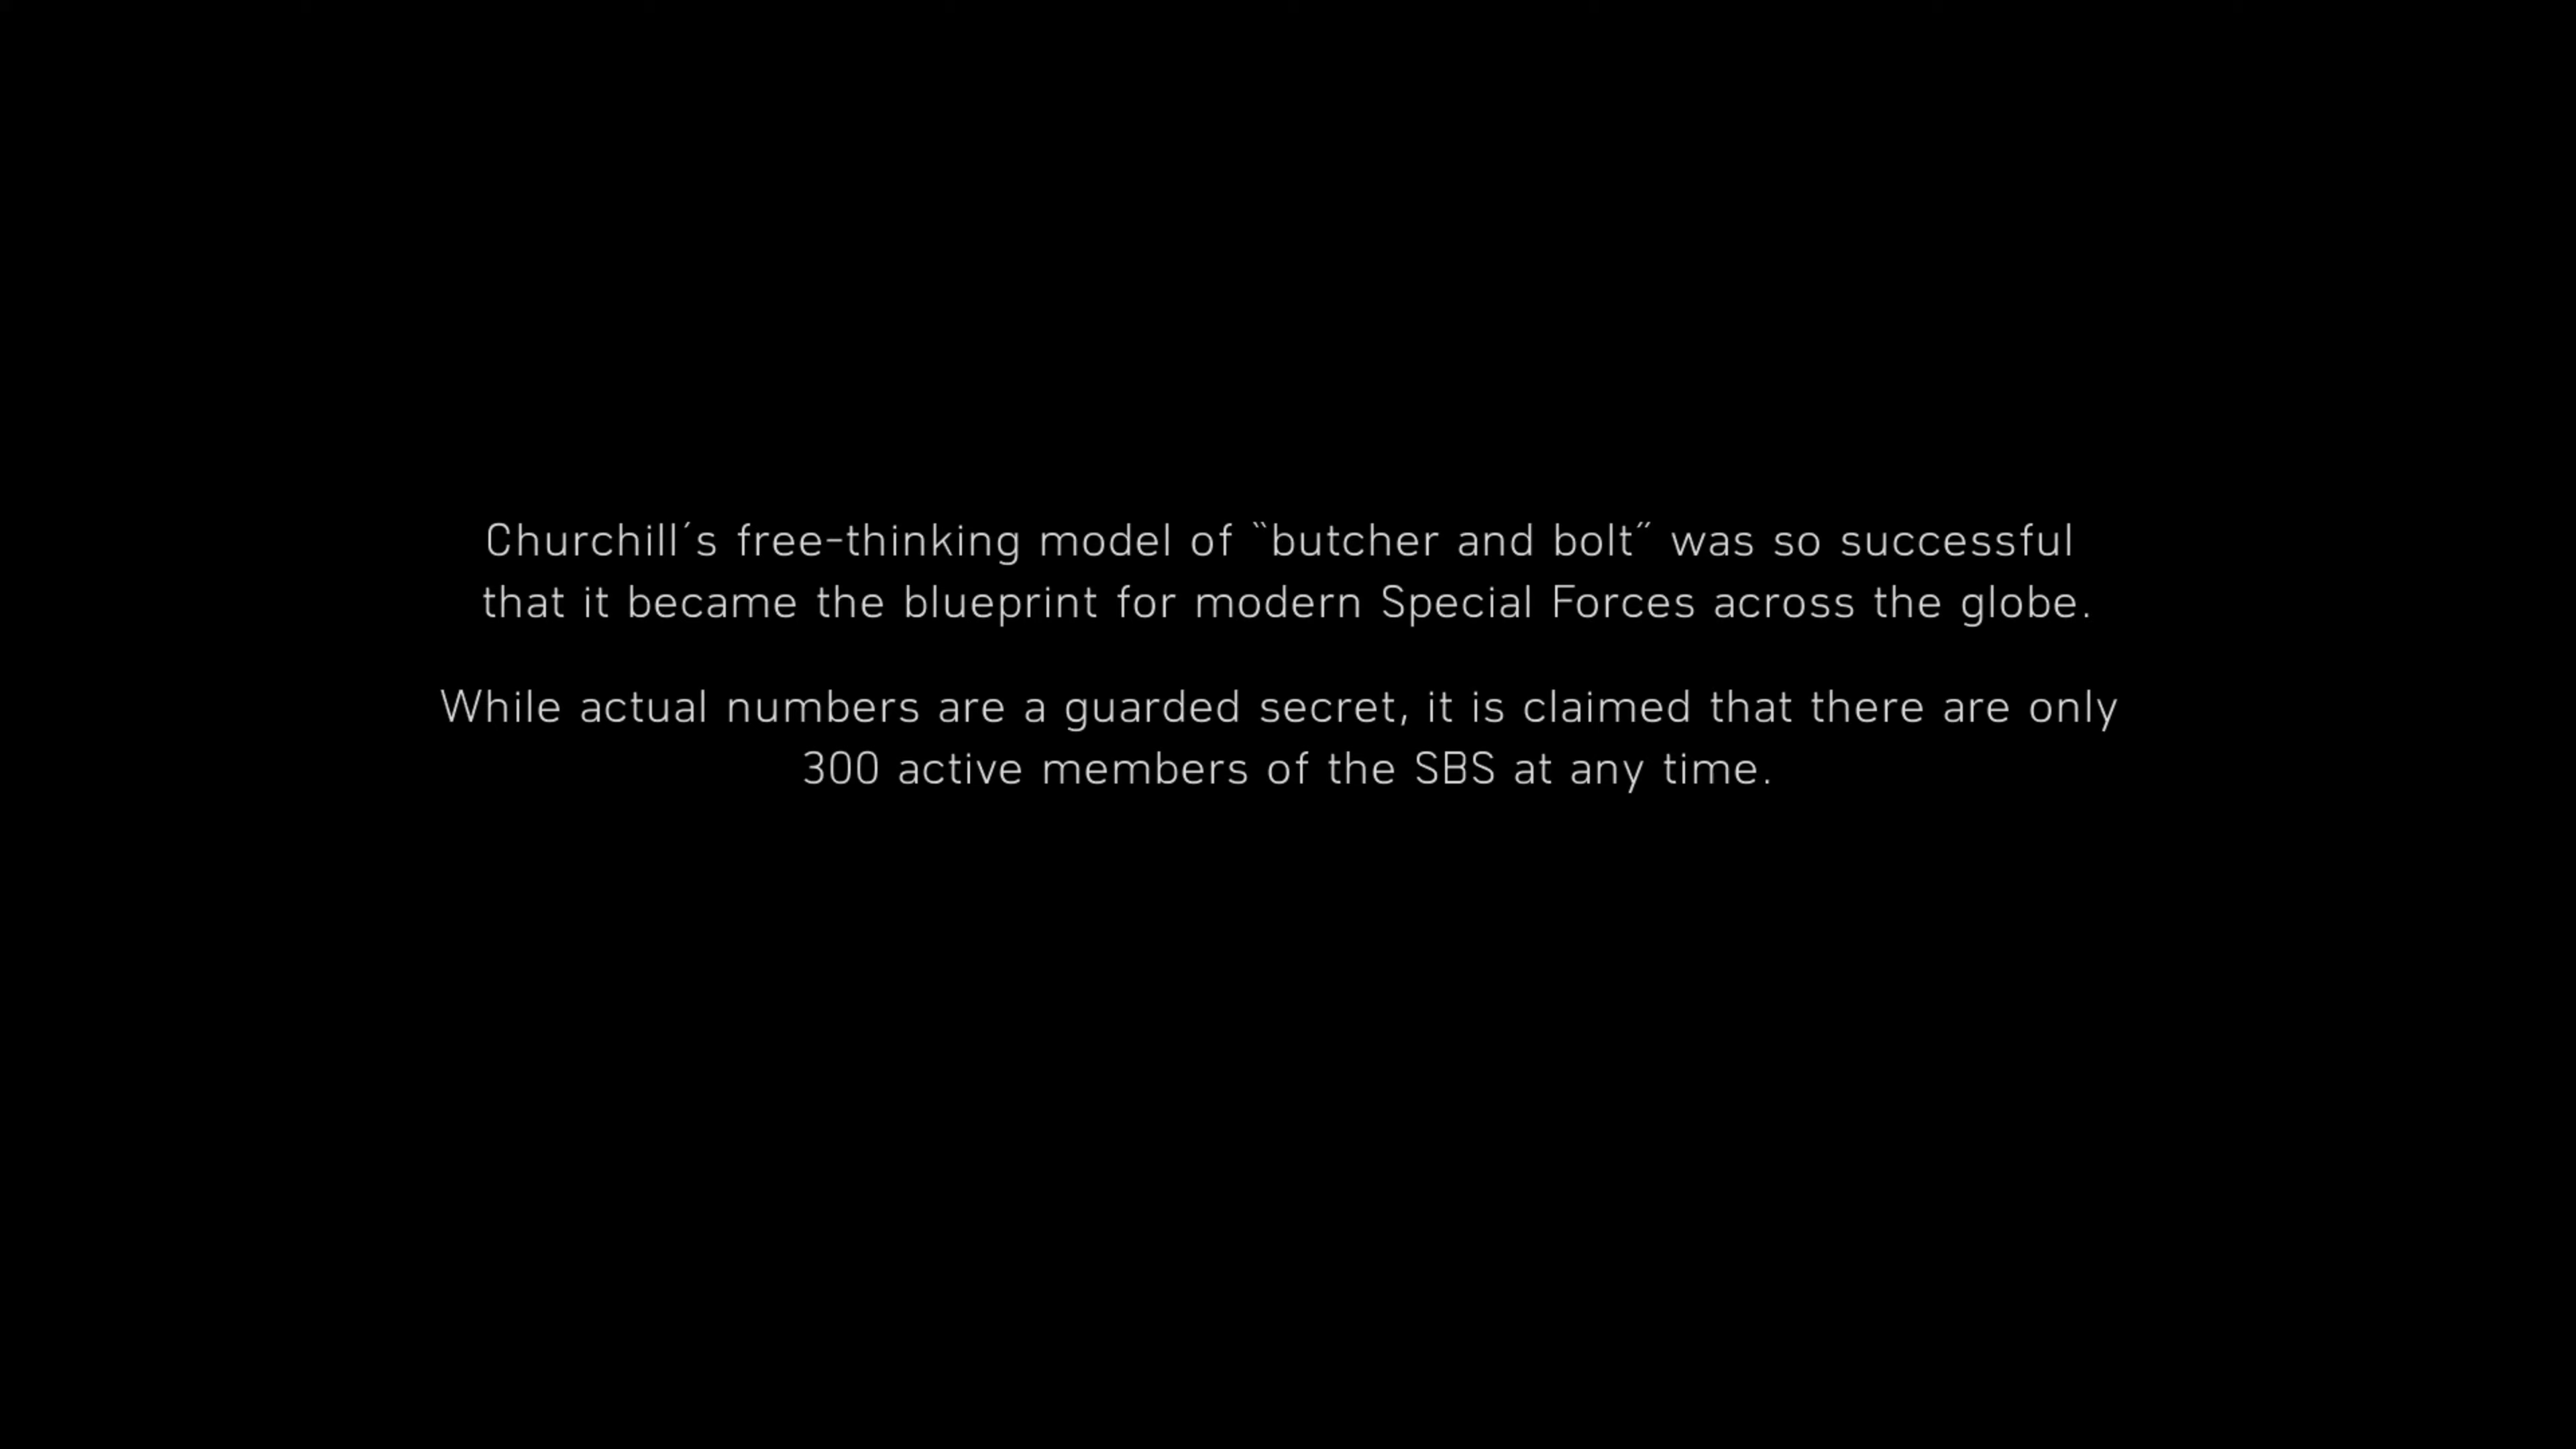 Churchill´s free-thinking model of “butcher and bolt” was so successful
that it became the blueprint for modern Special Forces across the globe.
While actual numbers are a guarded secret, it is claimed that there are only
300 active members of the SBS at any time.